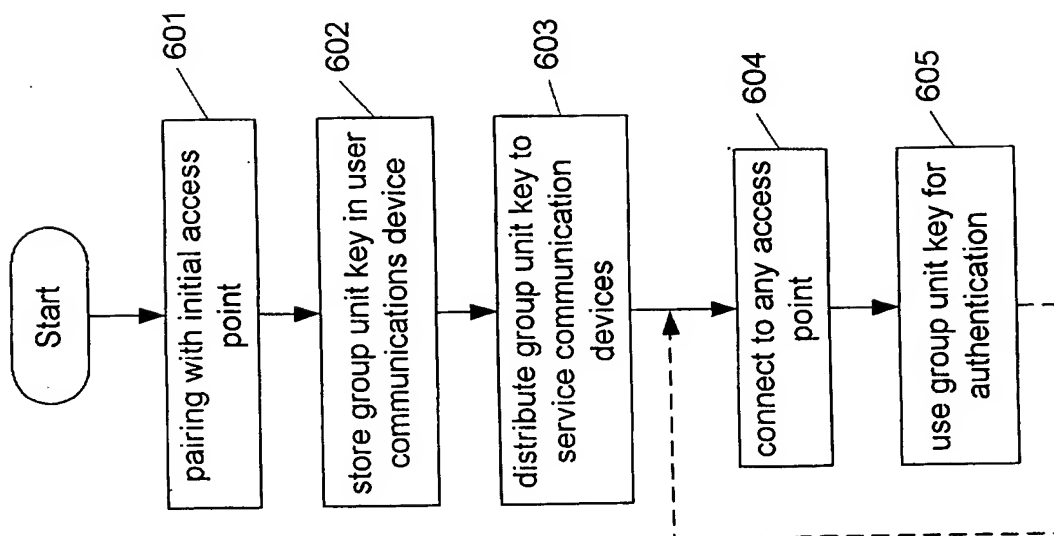 Start
601
pairing with initial access
point
602
store group unit key in user
communications device
603
distribute group unit key to
service communication
devices
604
connect to any access
point
605
use group unit key for
authentication